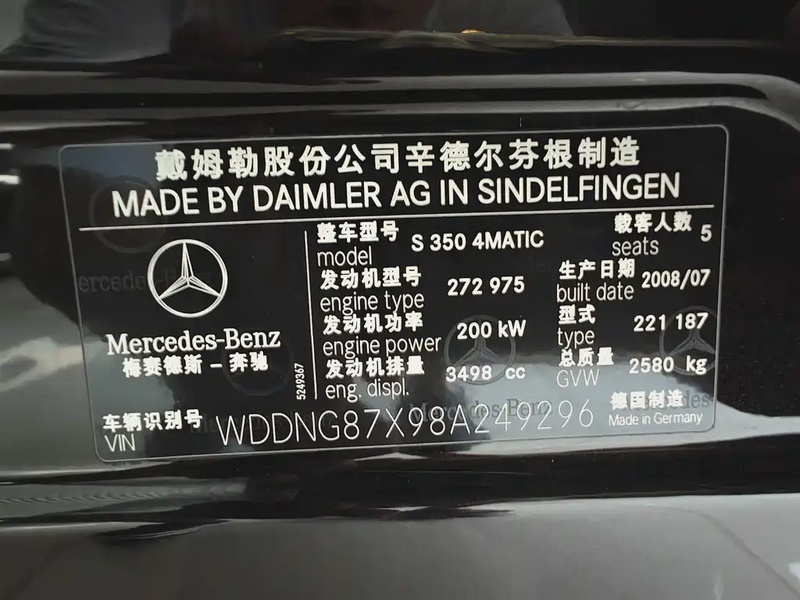 戴姆勒股份公司辛德尔芬根制造
MADE BY DAIMLER AG IN SINDELFINGEN
整车型号 model S 350 4MATIC 载客人数 seats 5
发动机型号 engine type 272 975 生产日期 built date 2008/07
发动机功率 engine power 200 kW 型式 type 221 187
发动机排量 eng. displ. 3498 cc 总质量 GVW 2580 kg
Mercedes-Benz
梅赛德斯－奔驰
5249367
车辆识别号 VIN WDDNG87X98A249296 德国制造 Made in Germany